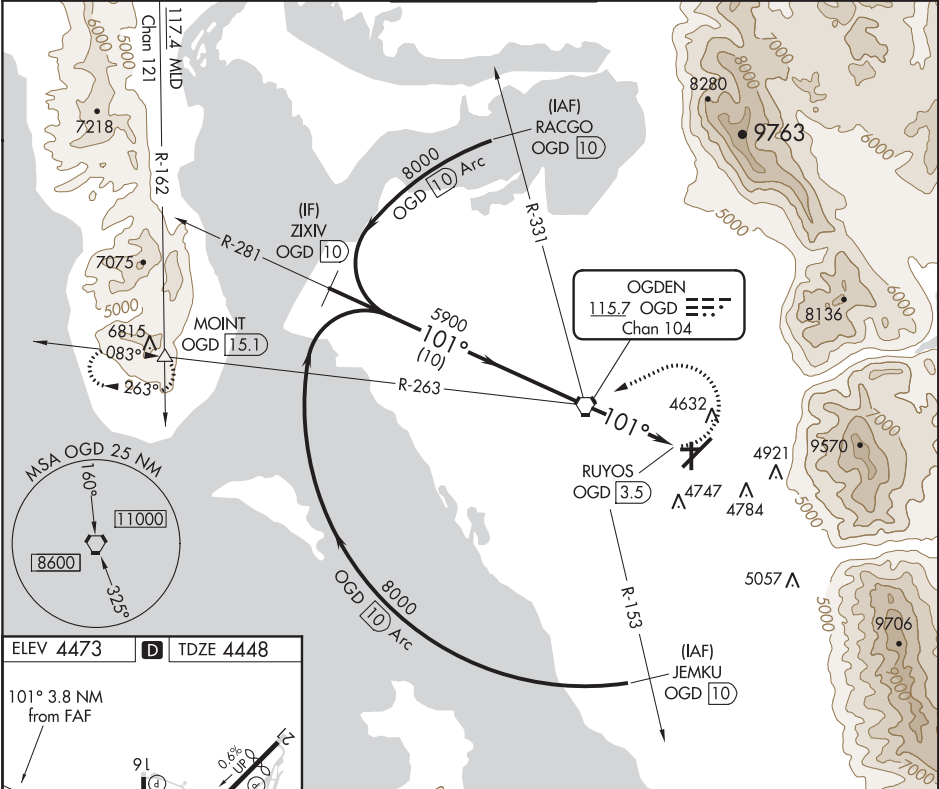 117.4 MLD
Chan 121
R-162
6000
5000
7218
7075
5000
6815
083°
263°
MOINT
OGD 15.1
R-281
(IF)
ZIXIV
OGD 10
8000
OGD 10 Arc
(IAF)
RACGO
OGD 10
R-331
5900
101°
(10)
R-263
OGDEN
115.7 OGD
Chan 104
101°
RUYOS
OGD 3.5
4632
4747
4784
4921
5057
R-153
8000
OGD 10 Arc
(IAF)
JEMKU
OGD 10
7000
8000
8280
9763
6000
6000
5000
8136
6000
5000
9570
5000
9706
9000
MSA OGD 25 NM
160°
11000
8600
325°
ELEV 4473
D
TDZE 4448
101° 3.8 NM
from FAF
16
21
0.6%
UP
P
P